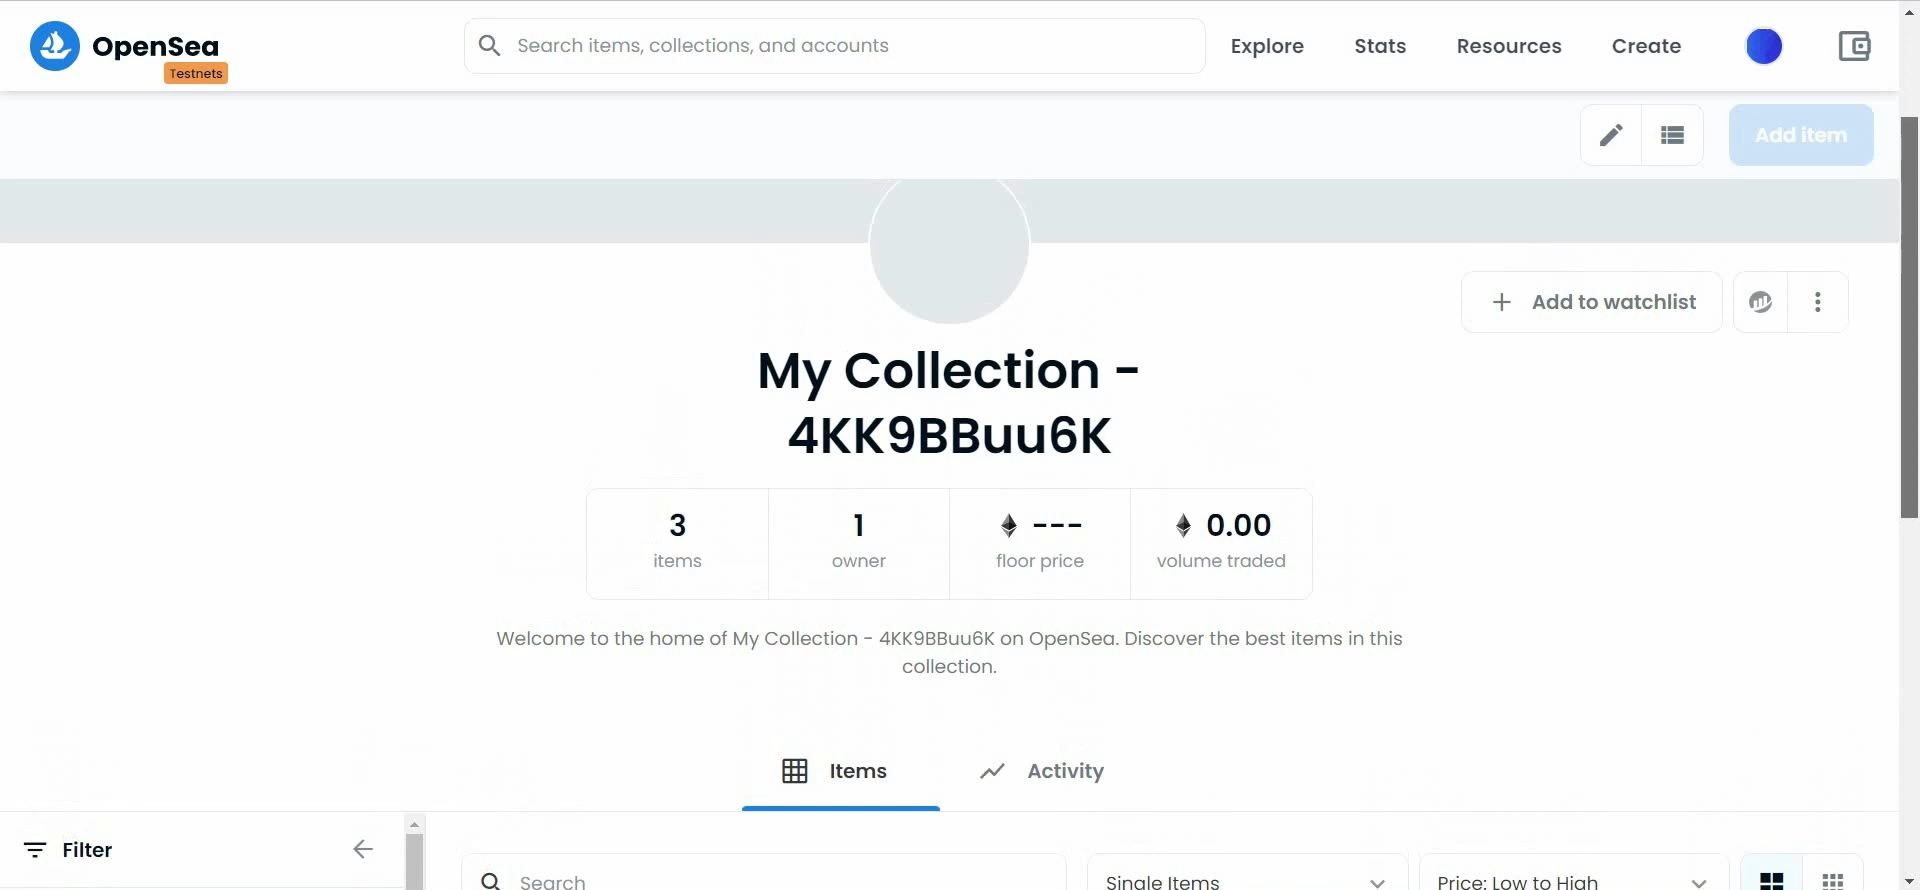 OpenSea
Testnets
Search items, collections, and accounts
Explore
Stats
Resources
Create
Add item
Add to watchlist
My Collection -
4KK9BBuu6K
3
items
1
owner
---
floor price
0.00
volume traded
Welcome to the home of My Collection - 4KK9BBuu6K on OpenSea. Discover the best items in this
collection.
Items
Activity
Filter
Search
Single Items
Price: Low to High